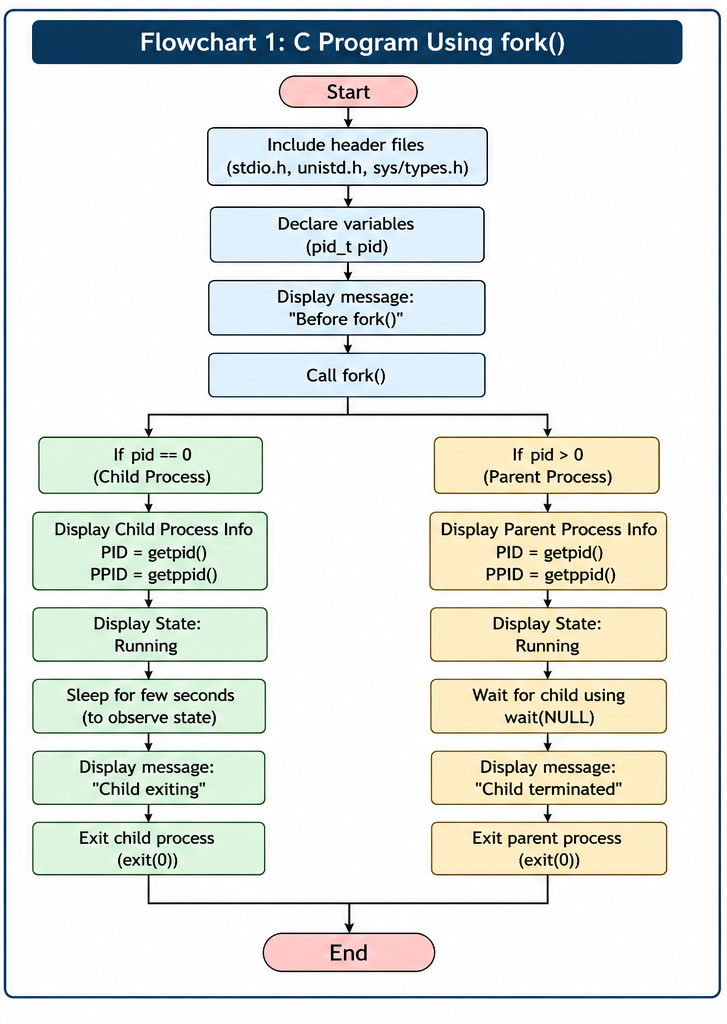 Flowchart 1: C Program Using fork()
Start
Include header files
(stdio.h, unistd.h, sys/types.h)
Declare variables
(pid_t pid)
Display message:
"Before fork()"
Call fork()
If pid == 0
(Child Process)
Display Child Process Info
PID = getpid()
PPID = getppid()
Display State:
Running
Sleep for few seconds
(to observe state)
Display message:
"Child exiting"
Exit child process
(exit(0))
If pid > 0
(Parent Process)
Display Parent Process Info
PID = getpid()
PPID = getppid()
Display State:
Running
Wait for child using
wait(NULL)
Display message:
"Child terminated"
Exit parent process
(exit(0))
End